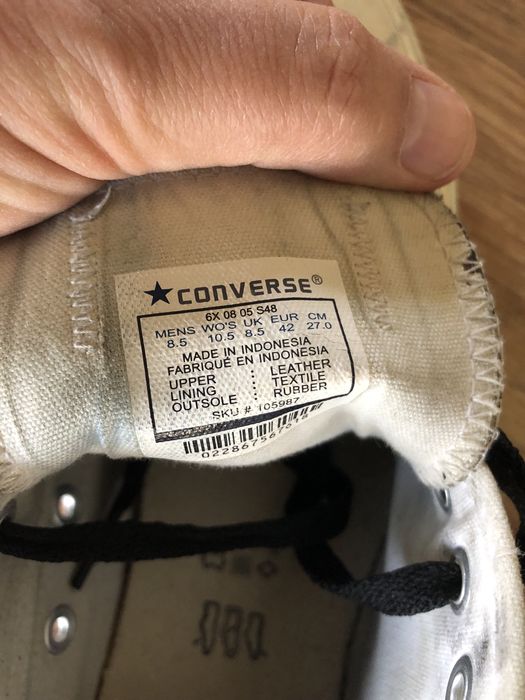 ★CONVERSE®
6X 08 05 S48
MENS WO'S UK EUR CM
8.5 10.5 8.5 42 27.0
MADE IN INDONESIA
FABRIQUÉ EN INDONESIA
UPPER : LEATHER
LINING : TEXTILE
OUTSOLE : RUBBER
SKU # 105987